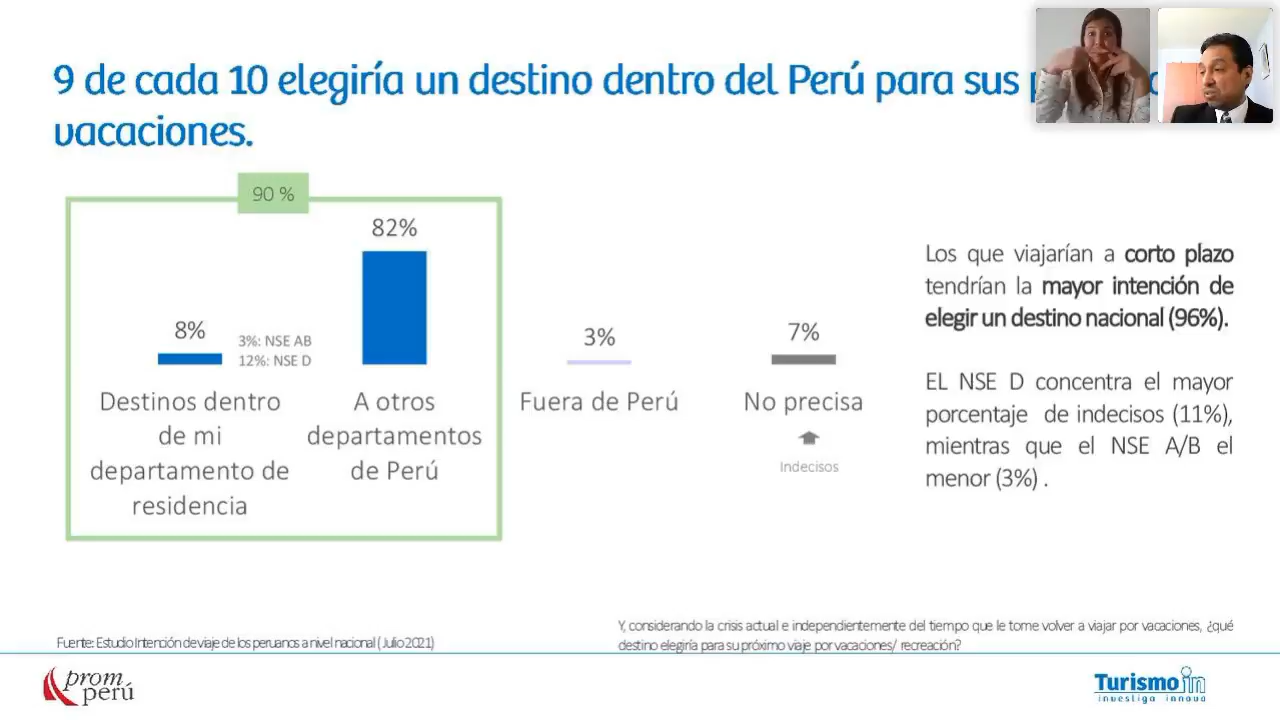 9 de cada 10 elegiría un destino dentro del Perú para sus
vacaciones.
90 %
8%
3%: NSE AB
12%: NSE D
82%
3%
7%
Destinos dentro
de mi
departamento de
residencia
A otros
departamentos
de Perú
Fuera de Perú
No precisa
Indecisos
Los que viajarían a corto plazo
tendrían la mayor intención de
elegir un destino nacional (96%).
EL NSE D concentra el mayor
porcentaje de indecisos (11%),
mientras que el NSE A/B el
menor (3%) .
Fuente: Estudio Intención de viaje de los peruanos a nivel nacional ( Julio 2021)
Y, considerando la crisis actual e independientemente del tiempo que le tome volver a viajar por vacaciones, ¿qué
destino elegiría para su próximo viaje por vacaciones/ recreación?
prom
perú
Turismo in
investiga innova